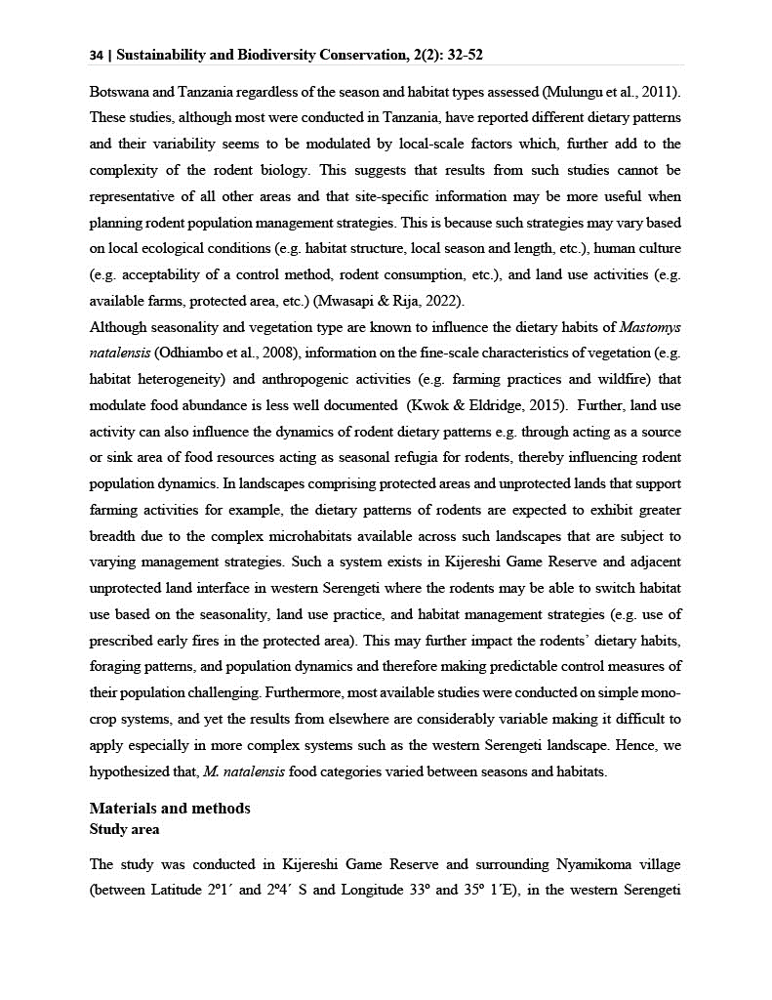 34 | Sustainability and Biodiversity Conservation, 2(2): 32-52
Botswana and Tanzania regardless of the season and habitat types assessed (Mulungu et al., 2011).
These studies, although most were conducted in Tanzania, have reported different dietary patterns
and their variability seems to be modulated by local-scale factors which, further add to the
complexity of the rodent biology. This suggests that results from such studies cannot be
representative of all other areas and that site-specific information may be more useful when
planning rodent population management strategies. This is because such strategies may vary based
on local ecological conditions (e.g. habitat structure, local season and length, etc.), human culture
(e.g. acceptability of a control method, rodent consumption, etc.), and land use activities (e.g.
available farms, protected area, etc.) (Mwasapi & Rija, 2022).
Although seasonality and vegetation type are known to influence the dietary habits of Mastomys
natalensis (Odhiambo et al., 2008), information on the fine-scale characteristics of vegetation (e.g.
habitat heterogeneity) and anthropogenic activities (e.g. farming practices and wildfire) that
modulate food abundance is less well documented (Kwok & Eldridge, 2015). Further, land use
activity can also influence the dynamics of rodent dietary patterns e.g. through acting as a source
or sink area of food resources acting as seasonal refugia for rodents, thereby influencing rodent
population dynamics. In landscapes comprising protected areas and unprotected lands that support
farming activities for example, the dietary patterns of rodents are expected to exhibit greater
breadth due to the complex microhabitats available across such landscapes that are subject to
varying management strategies. Such a system exists in Kijereshi Game Reserve and adjacent
unprotected land interface in western Serengeti where the rodents may be able to switch habitat
use based on the seasonality, land use practice, and habitat management strategies (e.g. use of
prescribed early fires in the protected area). This may further impact the rodents’ dietary habits,
foraging patterns, and population dynamics and therefore making predictable control measures of
their population challenging. Furthermore, most available studies were conducted on simple mono-
crop systems, and yet the results from elsewhere are considerably variable making it difficult to
apply especially in more complex systems such as the western Serengeti landscape. Hence, we
hypothesized that, M. natalensis food categories varied between seasons and habitats.
Materials and methods
Study area
The study was conducted in Kijereshi Game Reserve and surrounding Nyamikoma village
(between Latitude 2º1´ and 2º4´ S and Longitude 33º and 35º 1´E), in the western Serengeti